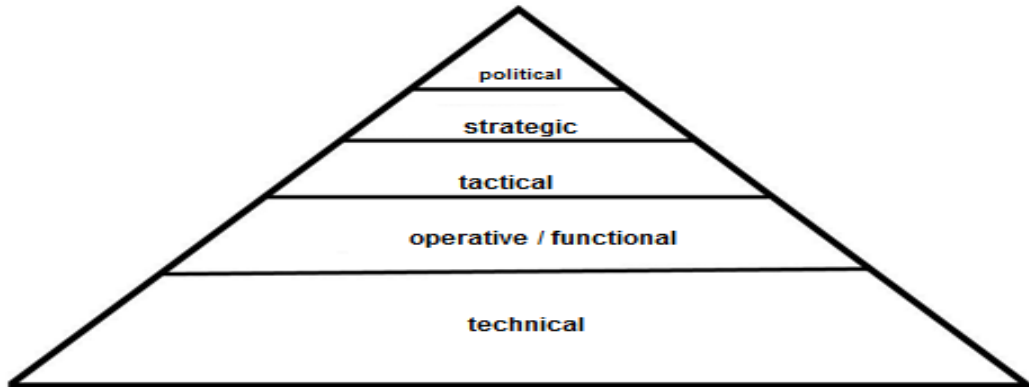 political
strategic
tactical
operative / functional
technical